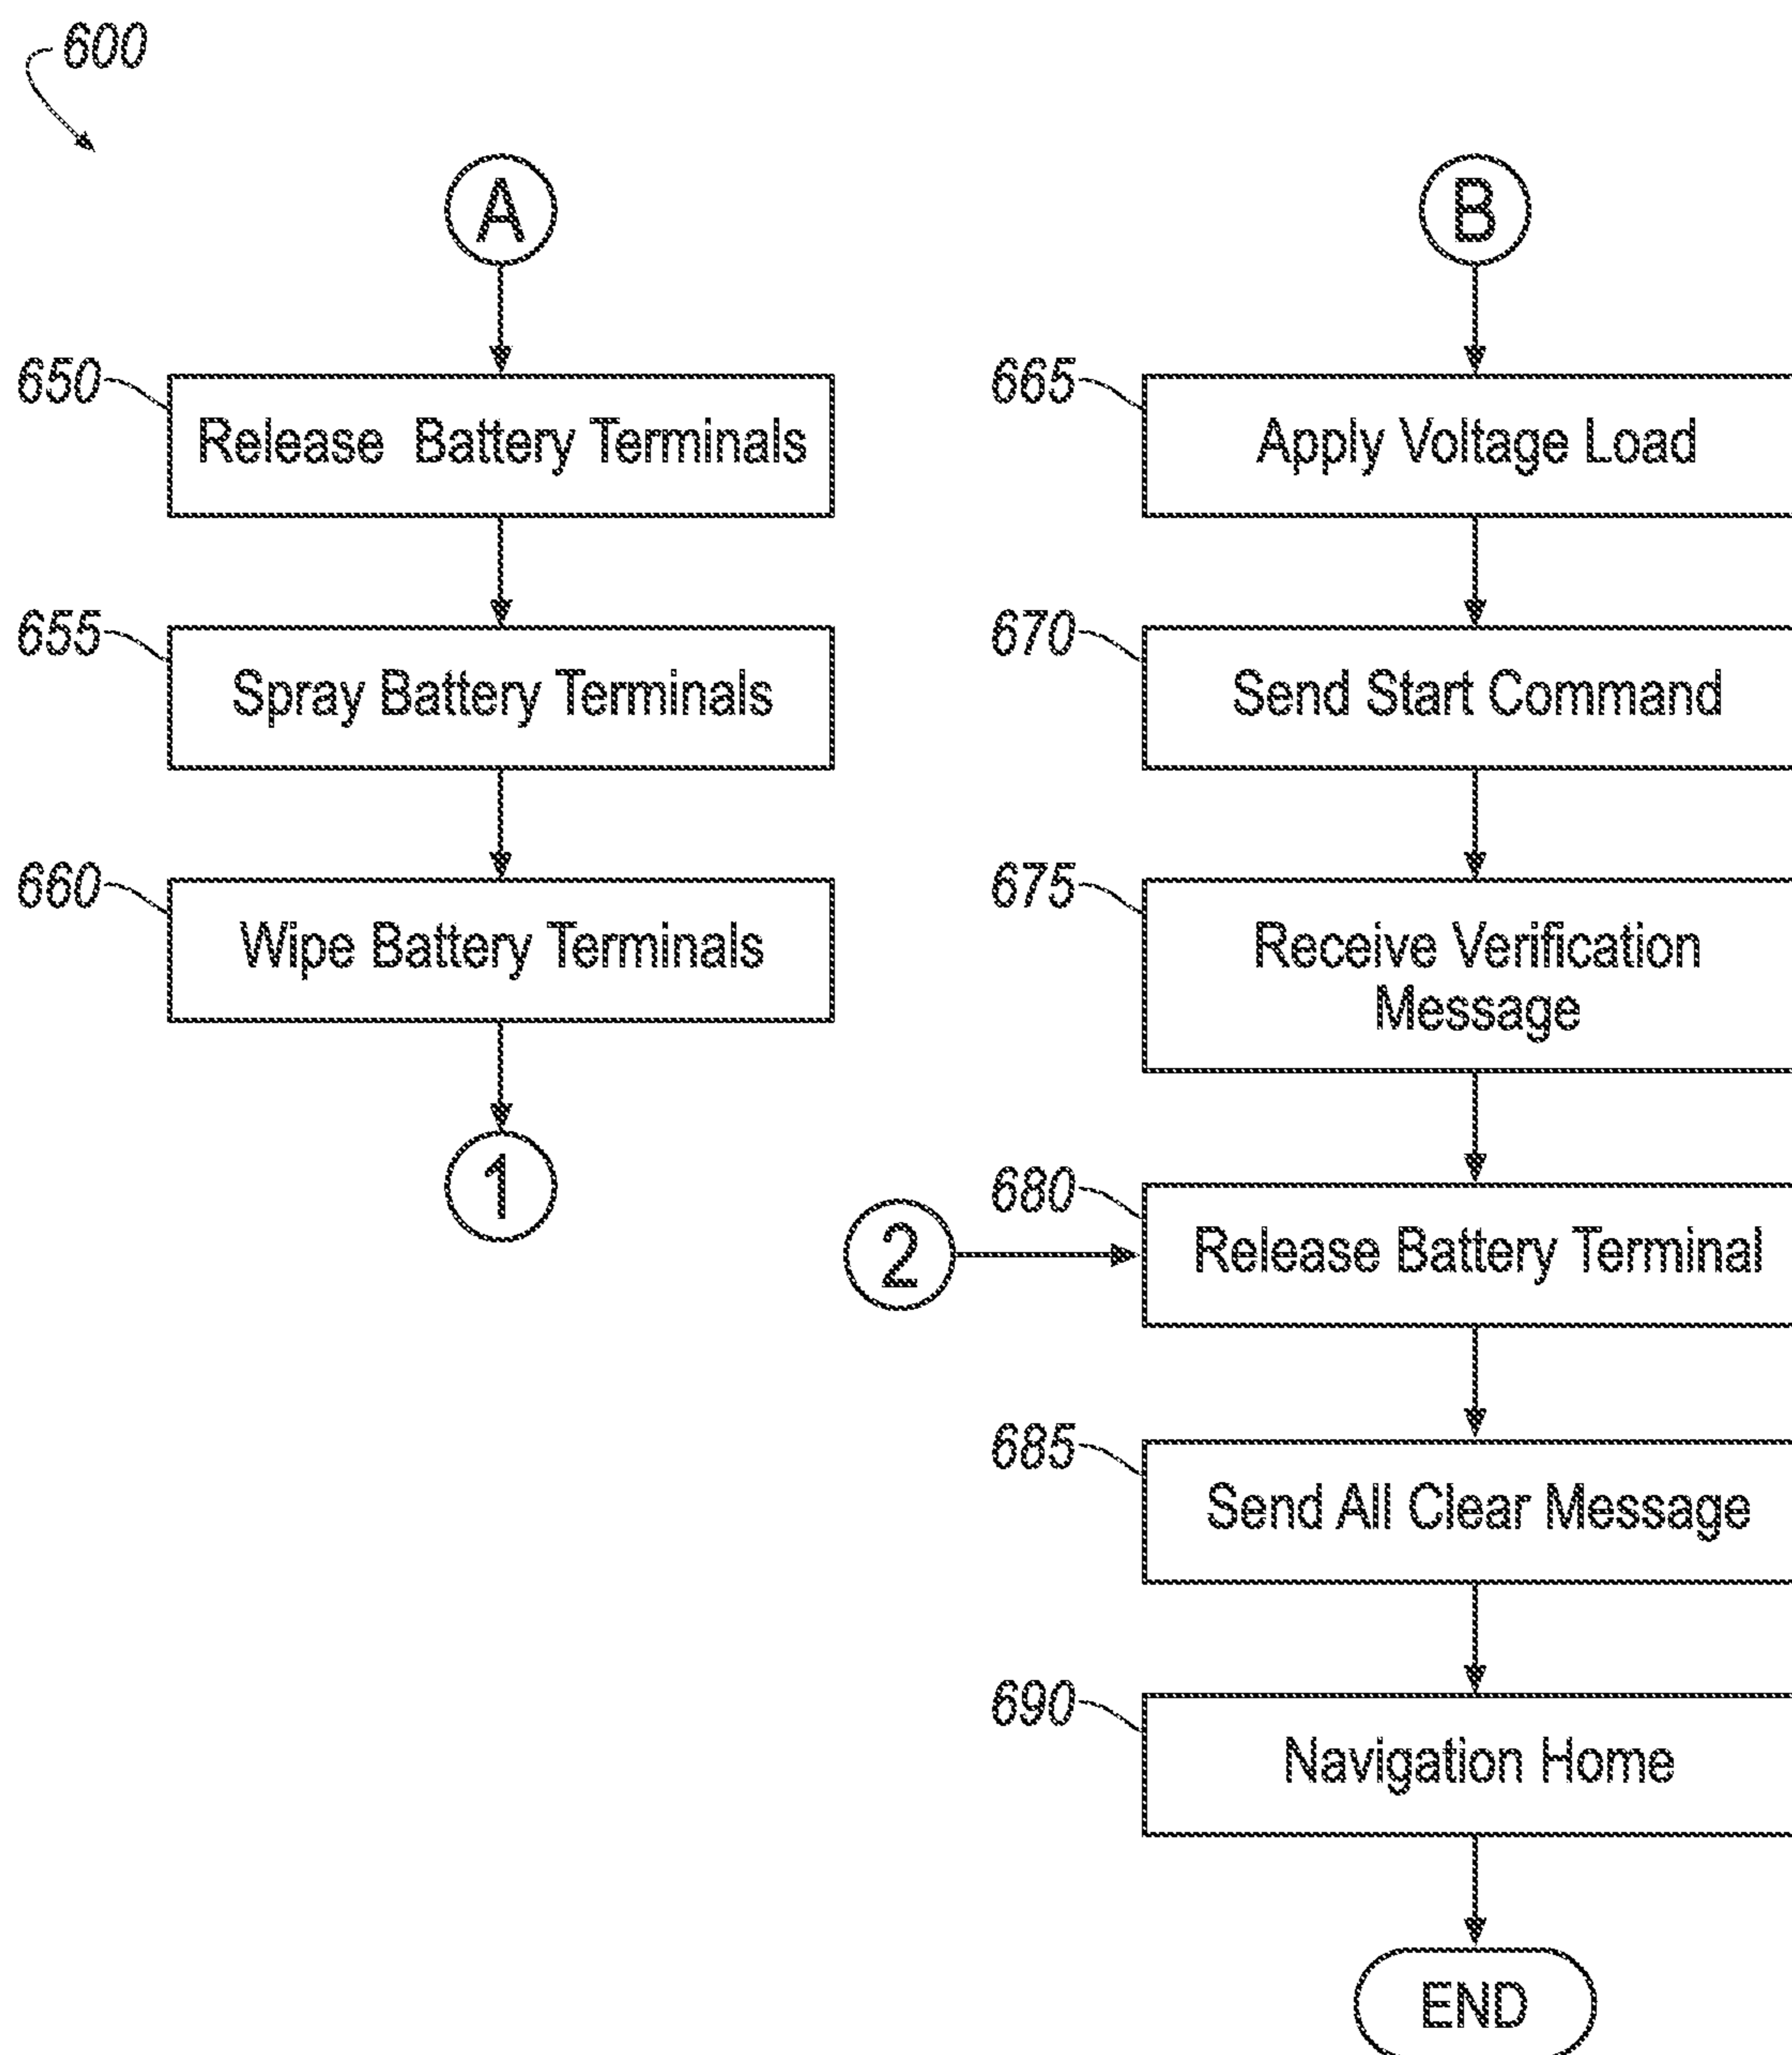 600
A
650
Release Battery Terminals
655
Spray Battery Terminals
660
Wipe Battery Terminals
1
B
665
Apply Voltage Load
670
Send Start Command
675
Receive Verification
Message
2
680
Release Battery Terminal
685
Send All Clear Message
690
Navigation Home
END